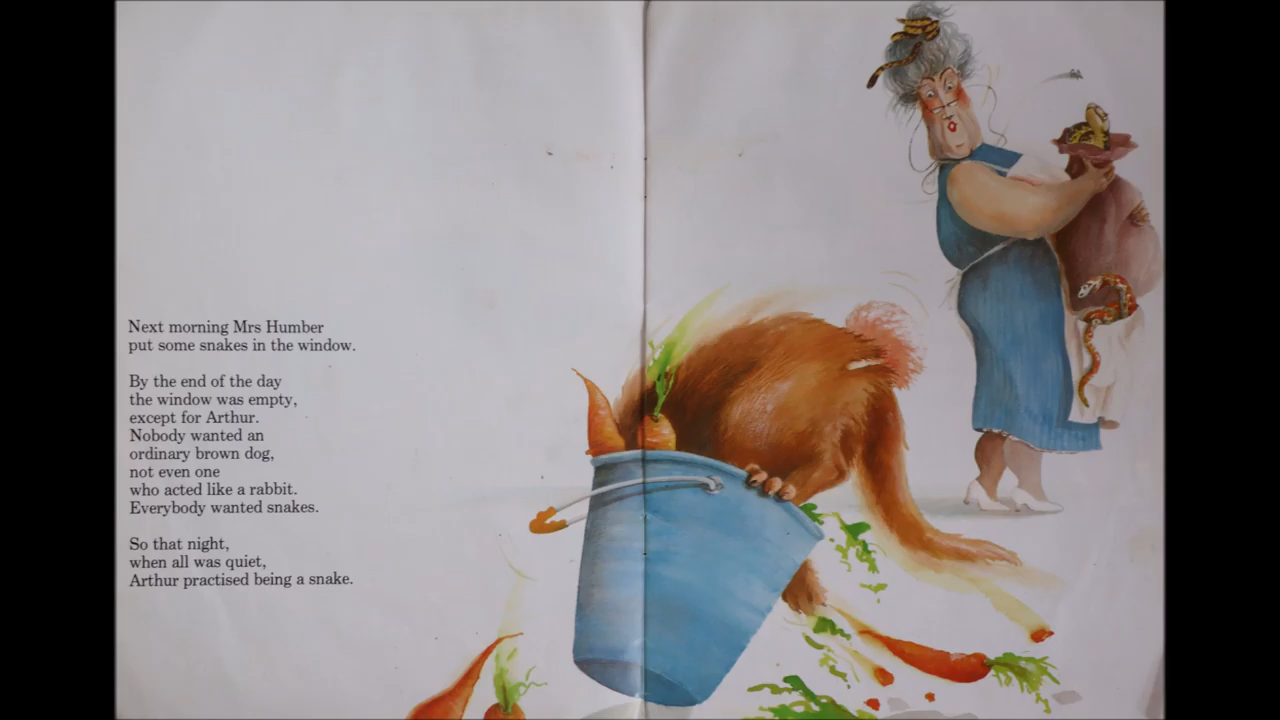 Next morning Mrs Humber
put some snakes in the window.
By the end of the day
the window was empty,
except for Arthur.
Nobody wanted an
ordinary brown dog,
not even one
who acted like a rabbit.
Everybody wanted snakes.
So that night,
when all was quiet,
Arthur practised being a snake.